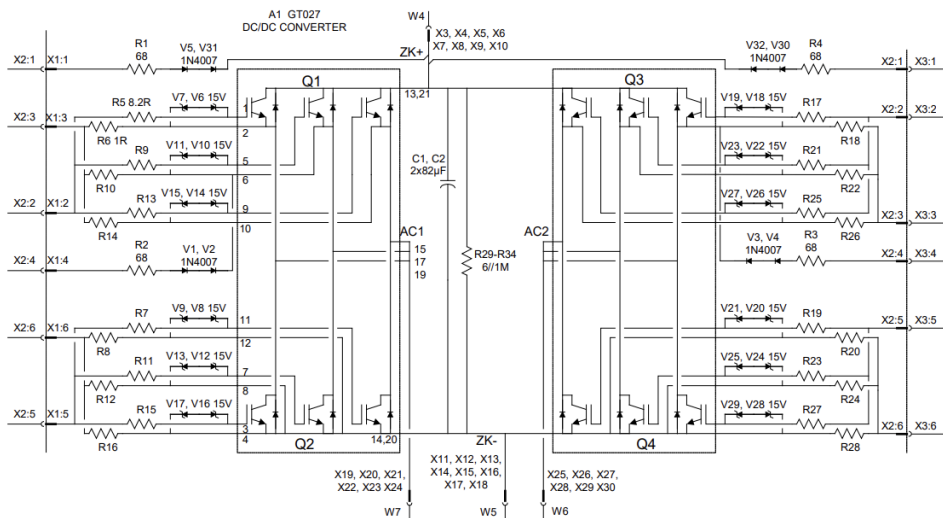 A1 GT027
DC/DC CONVERTER
W4
X3, X4, X5, X6
X7, X8, X9, X10
ZK+
X2:1 X1:1
R1
68
V5, V31
1N4007
V32, V30
1N4007
R4
68
X2:1 X3:1
Q1
Q3
13,21
R5 8.2R
V7, V6 15V
1
X2:3 X1:3
R6 1R
2
V19, V18 15V
R17
X2:2 X3:2
R18
R9
V11, V10 15V
5
R10
6
V23, V22 15V
R21
R22
C1, C2
2x82µF
X2:2 X1:2
R13
V15, V14 15V
9
R14
10
V27, V26 15V
R25
X2:3 X3:3
R26
AC1
AC2
15
17
19
R2
68
V1, V2
1N4007
X2:4 X1:4
R29-R34
6//1M
V3, V4
1N4007
R3
68
X2:4 X3:4
X2:6 X1:6
R7
V9, V8 15V
11
R8
12
V21, V20 15V
R19
X2:5 X3:5
R20
R11
V13, V12 15V
7
R12
8
V25, V24 15V
R23
R24
X2:5 X1:5
R15
V17, V16 15V
3
R16
4
V29, V28 15V
R27
X2:6 X3:6
R28
Q2
14,20
ZK-
Q4
X19, X20, X21,
X22, X23 X24
W7
X11, X12, X13,
X14, X15, X16,
X17, X18
W5
X25, X26, X27,
X28, X29 X30
W6